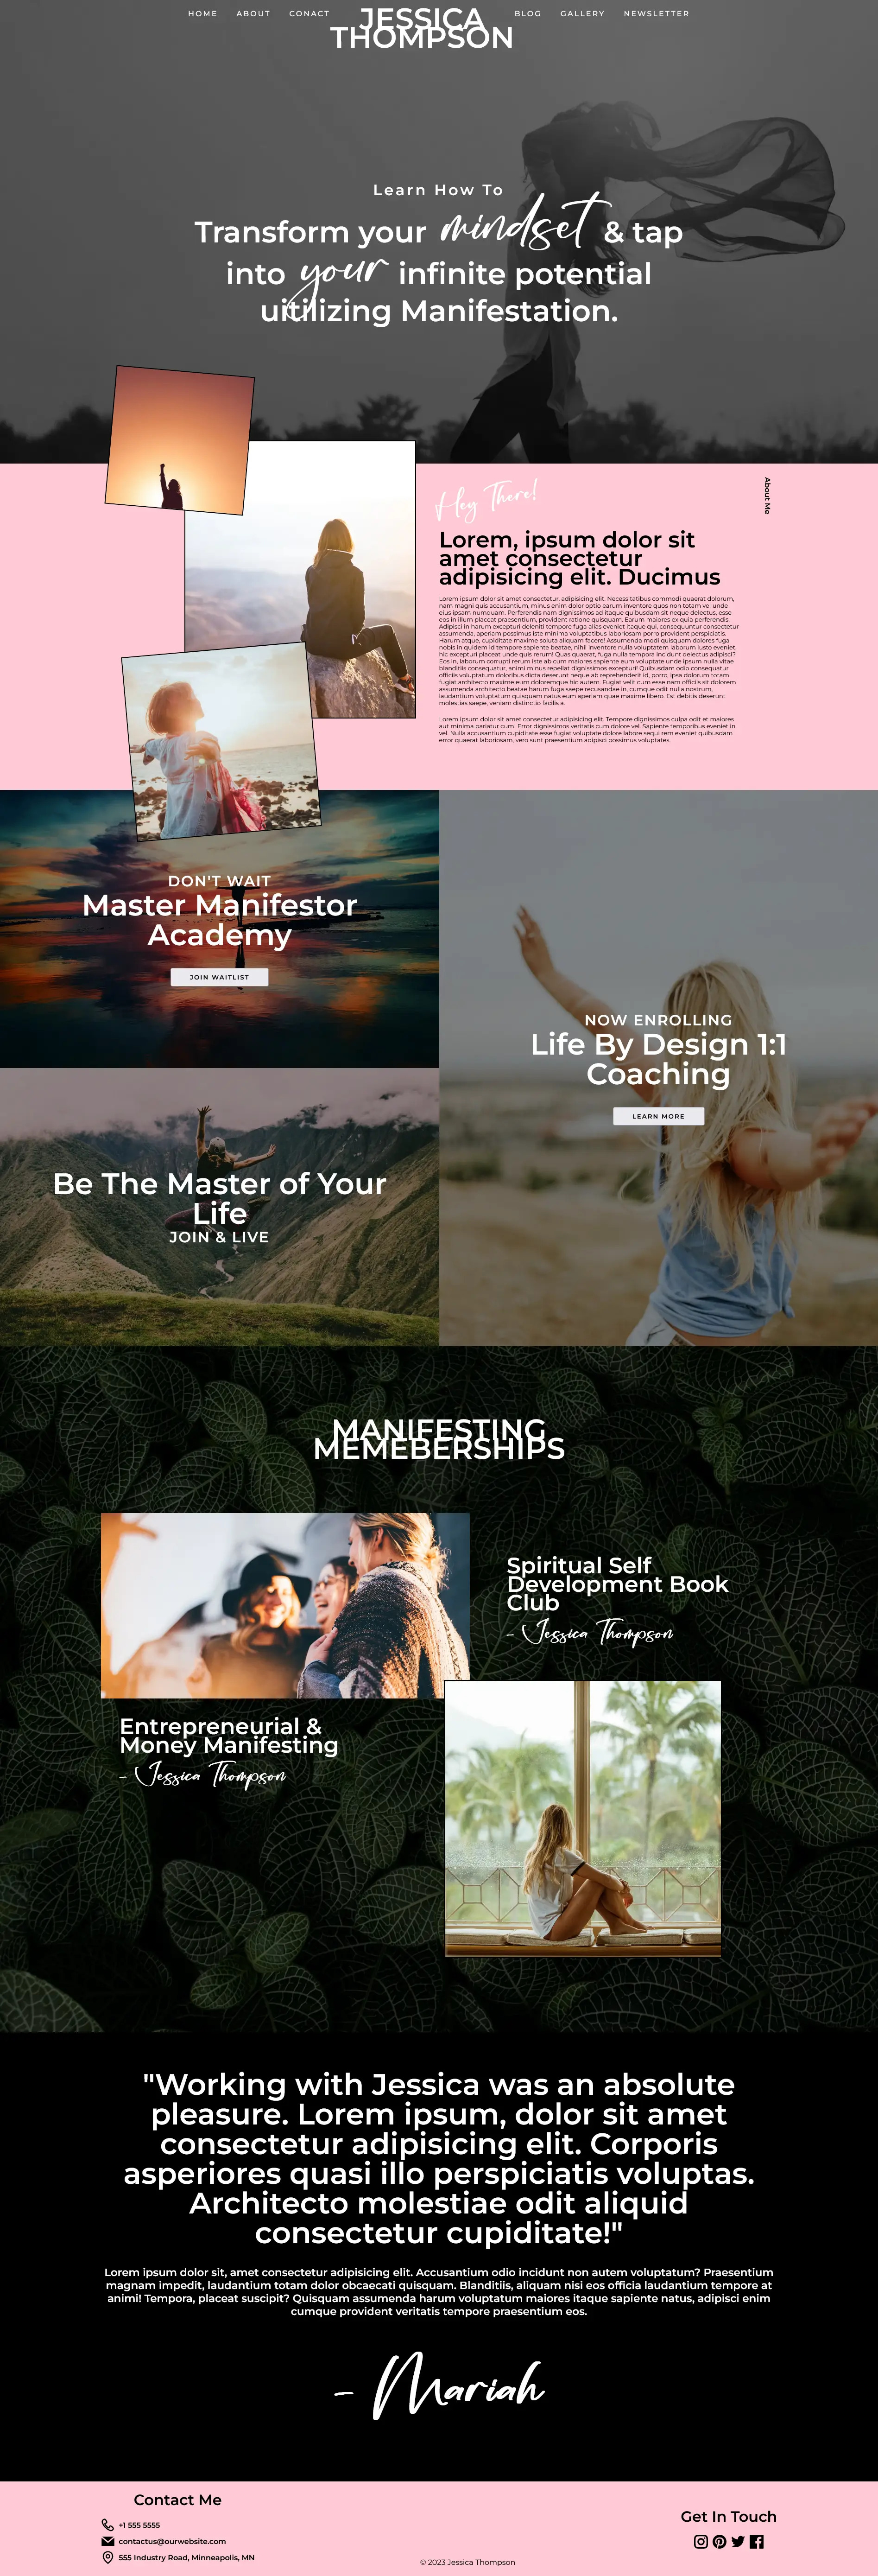 HOME ABOUT CONACT
JESSICA
THOMPSON
BLOG GALLERY NEWSLETTER
Learn How To
Transform your mindset & tap
into your infinite potential
uitilizing Manifestation.
Hey There!
About Me
Lorem, ipsum dolor sit
amet consectetur
adipisicing elit. Ducimus
Lorem ipsum dolor sit amet consectetur, adipisicing elit. Necessitatibus commodi quaerat dolorum,
nam magni quis accusantium, minus enim dolor optio earum inventore quos non totam vel unde
eius ipsam numquam. Perferendis nam dignissimos ad itaque quibusdam sit neque delectus, esse
eos in illum placeat praesentium, provident ratione quisquam. Earum maiores ex quia perferendis.
Adipisci in harum excepturi deleniti tempore fuga alias eveniet itaque qui, consequuntur consectetur
assumenda, aperiam possimus iste minima voluptatibus laboriosam porro provident perspiciatis.
Harum atque, cupiditate maxime soluta aliquam facere! Assumenda modi quisquam dolores fuga
nobis in quidem id tempore sapiente beatae, nihil inventore nulla voluptatem laborum iusto eveniet,
hic excepturi placeat unde quis rerum! Quas quaerat, fuga nulla tempora incidunt delectus adipisci?
Eos in, laborum corrupti rerum iste ab cum maiores sapiente eum voluptate unde ipsum nulla vitae
blanditiis consequatur, animi minus repellat dignissimos excepturi! Quibusdam odio consequatur
officiis voluptatum doloribus dicta deserunt neque ab reprehenderit id, porro, ipsa dolorum totam
fugiat architecto maxime eum doloremque hic autem. Fugiat velit cum esse nam officiis sit dolorem
assumenda architecto beatae harum fuga saepe recusandae in, cumque odit nulla nostrum,
laudantium voluptatum quisquam natus eum aperiam quae maxime libero. Est debitis deserunt
molestias saepe, veniam distinctio facilis a.
Lorem ipsum dolor sit amet consectetur adipisicing elit. Tempore dignissimos culpa odit et maiores
aut minima pariatur cum! Error dignissimos veritatis cum dolore vel. Sapiente temporibus eveniet in
vel. Nulla accusantium cupiditate esse fugiat voluptate dolore labore sequi rem eveniet quibusdam
error quaerat laboriosam, vero sunt praesentium adipisci possimus voluptates.
DON'T WAIT
Master Manifestor
Academy
JOIN WAITLIST
NOW ENROLLING
Life By Design 1:1
Coaching
LEARN MORE
Be The Master of Your
Life
JOIN & LIVE
MANIFESTING
MEMEBERSHIPS
Spiritual Self
Development Book
Club
- Jessica Thompson
Entrepreneurial &
Money Manifesting
- Jessica Thompson
"Working with Jessica was an absolute
pleasure. Lorem ipsum, dolor sit amet
consectetur adipisicing elit. Corporis
asperiores quasi illo perspiciatis voluptas.
Architecto molestiae odit aliquid
consectetur cupiditate!"
Lorem ipsum dolor sit, amet consectetur adipisicing elit. Accusantium odio incidunt non autem voluptatum? Praesentium
magnam impedit, laudantium totam dolor obcaecati quisquam. Blanditiis, aliquam nisi eos officia laudantium tempore at
animi! Tempora, placeat suscipit? Quisquam assumenda harum voluptatum maiores itaque sapiente natus, adipisci enim
cumque provident veritatis tempore praesentium eos.
- Mariah
Contact Me
+1 555 5555
contactus@ourwebsite.com
555 Industry Road, Minneapolis, MN
© 2023 Jessica Thompson
Get In Touch